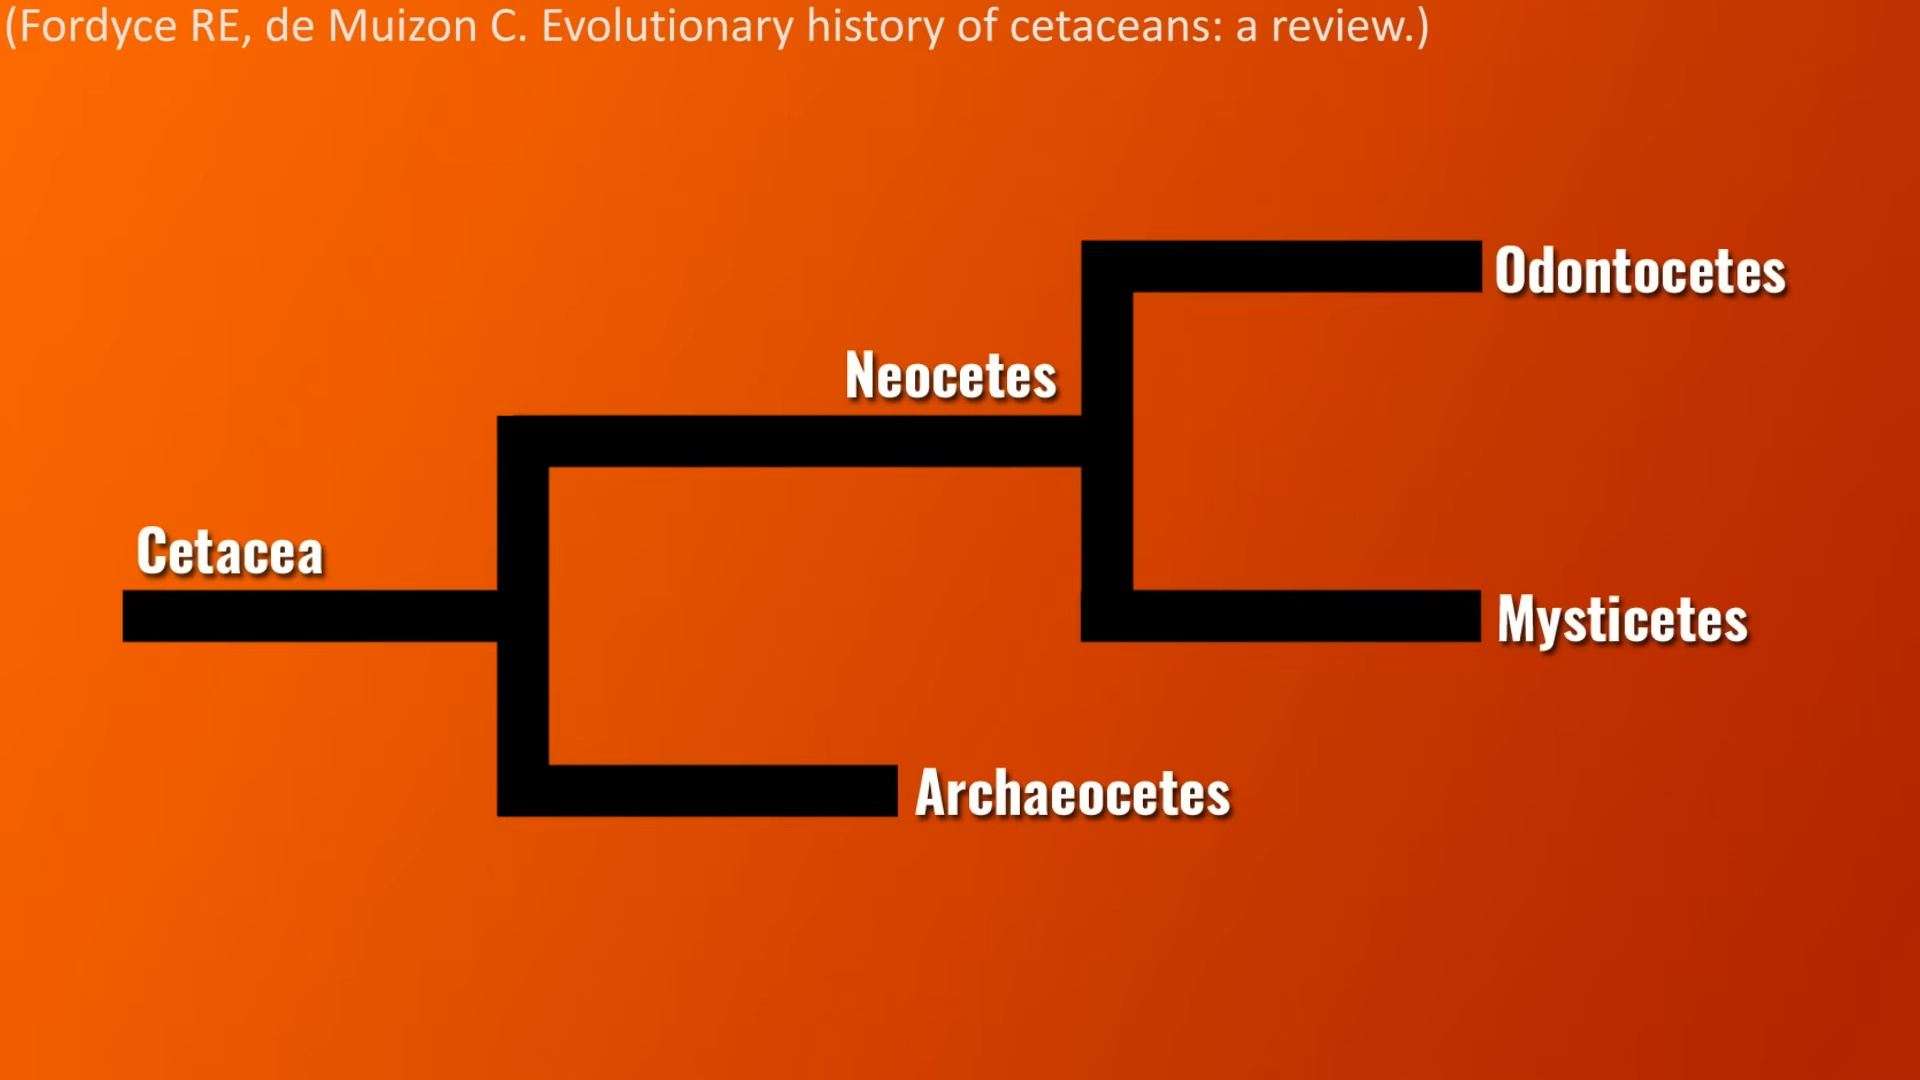 (Fordyce RE, de Muizon C. Evolutionary history of cetaceans: a review.)
Odontocetes
Neocetes
Cetacea
Mysticetes
Archaeocetes